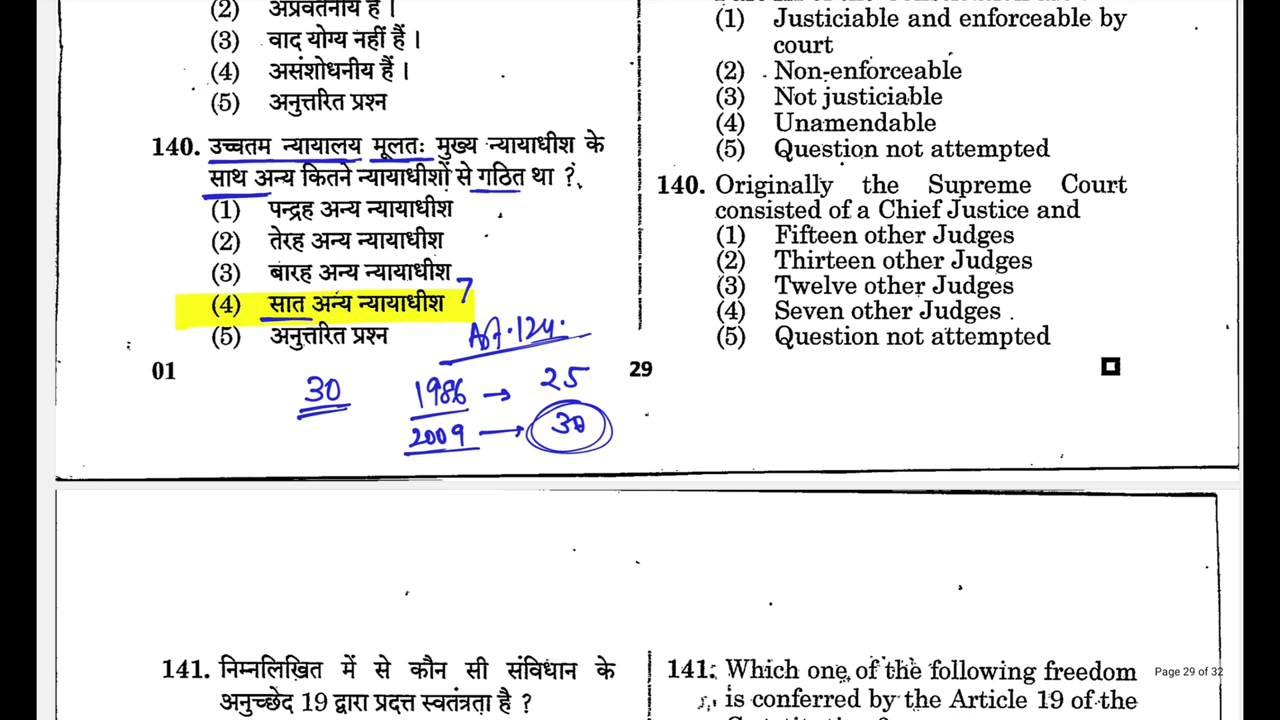 (2) अप्रवर्तनीय हैं ।
(3) वाद योग्य नहीं हैं ।
(4) असंशोधनीय हैं ।
(5) अनुत्तरित प्रश्न
140. उच्चतम न्यायालय मूलतः मुख्य न्यायाधीश के
साथ अन्य कितने न्यायाधीशों से गठित था ?
(1) पन्द्रह अन्य न्यायाधीश
(2) तेरह अन्य न्यायाधीश
(3) बारह अन्य न्यायाधीश
(4) सात अन्य न्यायाधीश 7
(5) अनुत्तरित प्रश्न
Art.124.
01
30
1986 → 25
2009 → 30
(1) Justiciable and enforceable by
court
(2) Non-enforceable
(3) Not justiciable
(4) Unamendable
(5) Question not attempted
140. Originally the Supreme Court
consisted of a Chief Justice and
(1) Fifteen other Judges
(2) Thirteen other Judges
(3) Twelve other Judges
(4) Seven other Judges
(5) Question not attempted
29
141. निम्नलिखित में से कौन सी संविधान के
अनुच्छेद 19 द्वारा प्रदत्त स्वतंत्रता है ?
141. Which one of the following freedom
is conferred by the Article 19 of the
Page 29 of 32